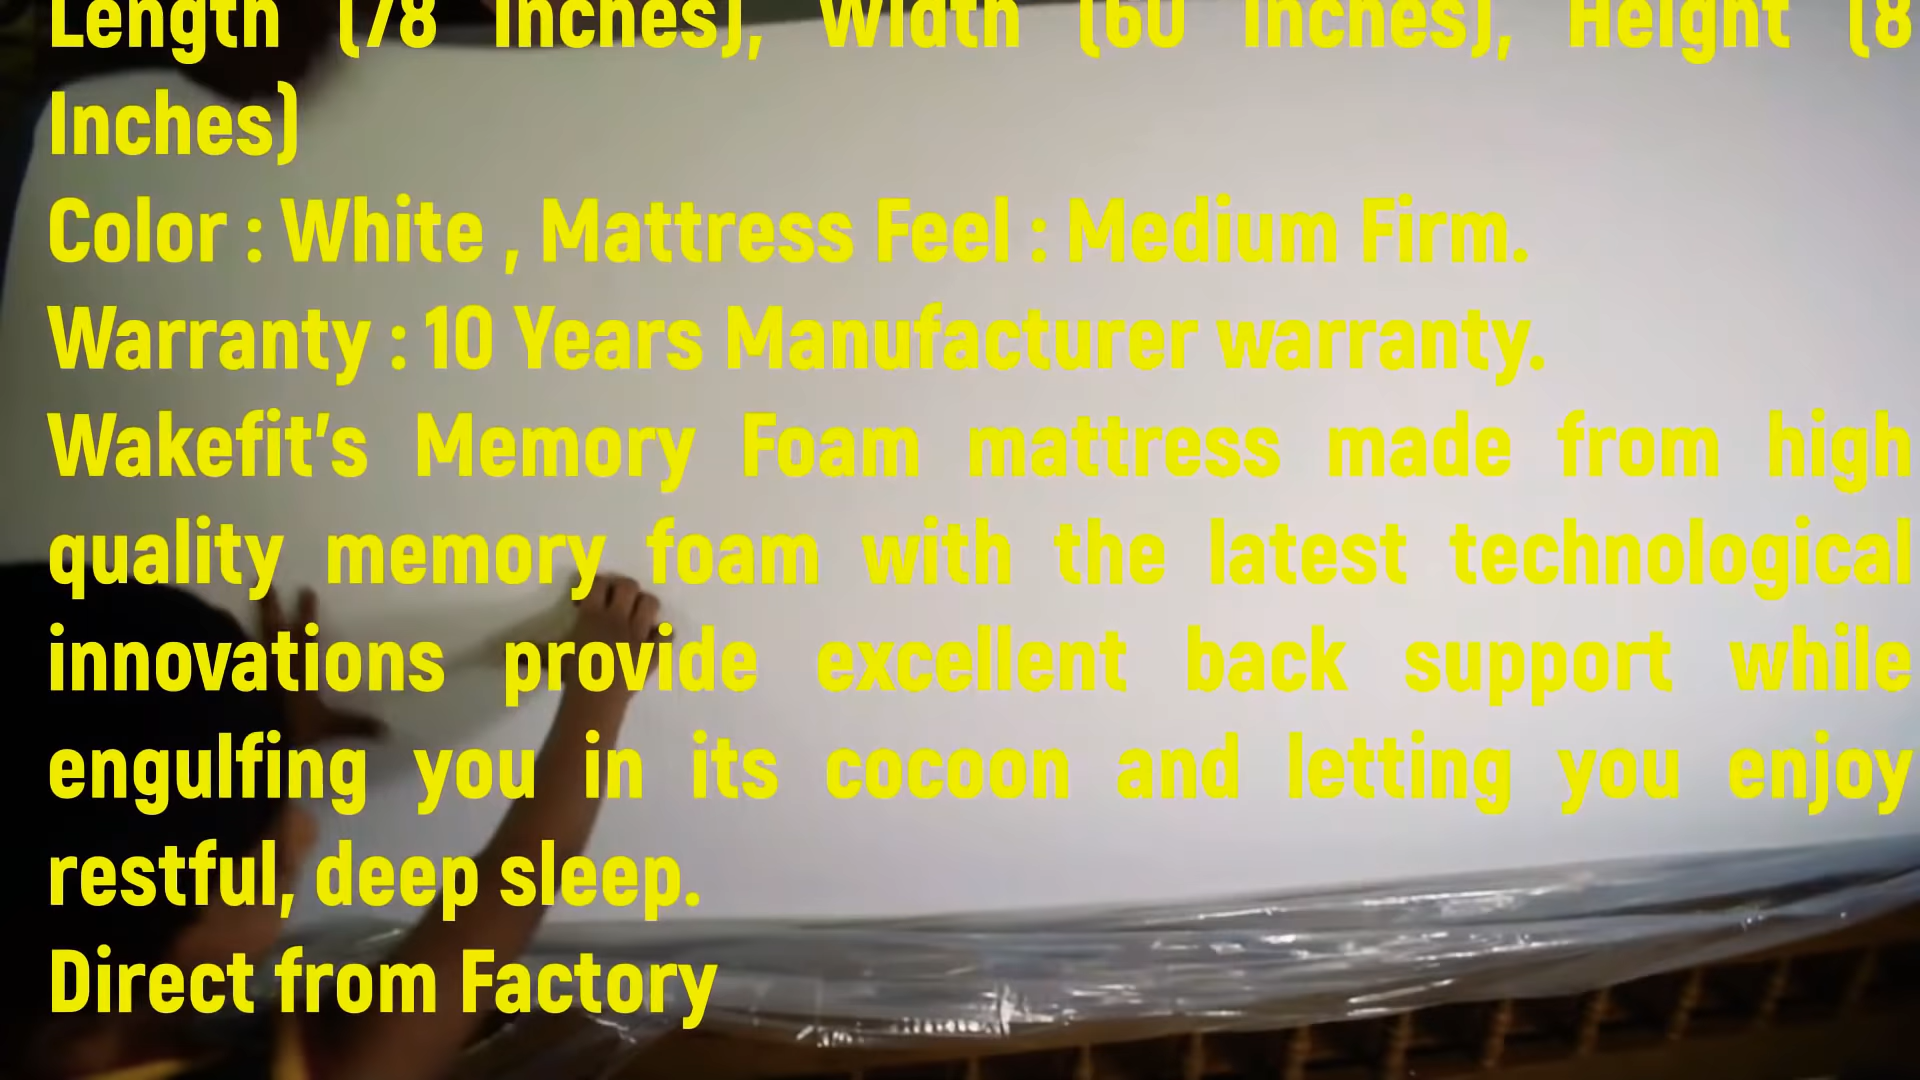 Length (78 Inches), Width (60 Inches), Height (8
Inches)
Color : White , Mattress Feel : Medium Firm.
Warranty : 10 Years Manufacturer warranty.
Wakefit's Memory Foam mattress made from high
quality memory foam with the latest technological
innovations provide excellent back support while
engulfing you in its cocoon and letting you enjoy
restful, deep sleep.
Direct from Factory